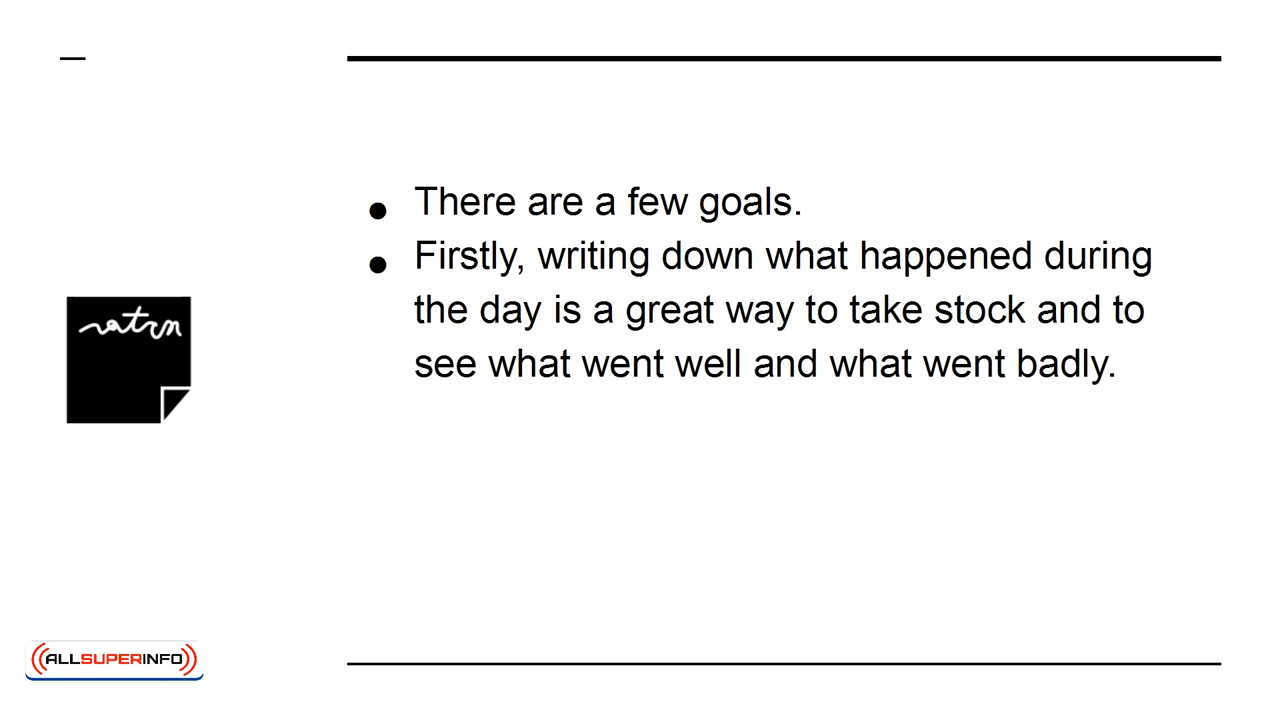 There are a few goals.
Firstly, writing down what happened during
the day is a great way to take stock and to
see what went well and what went badly.
ALLSUPERINFO